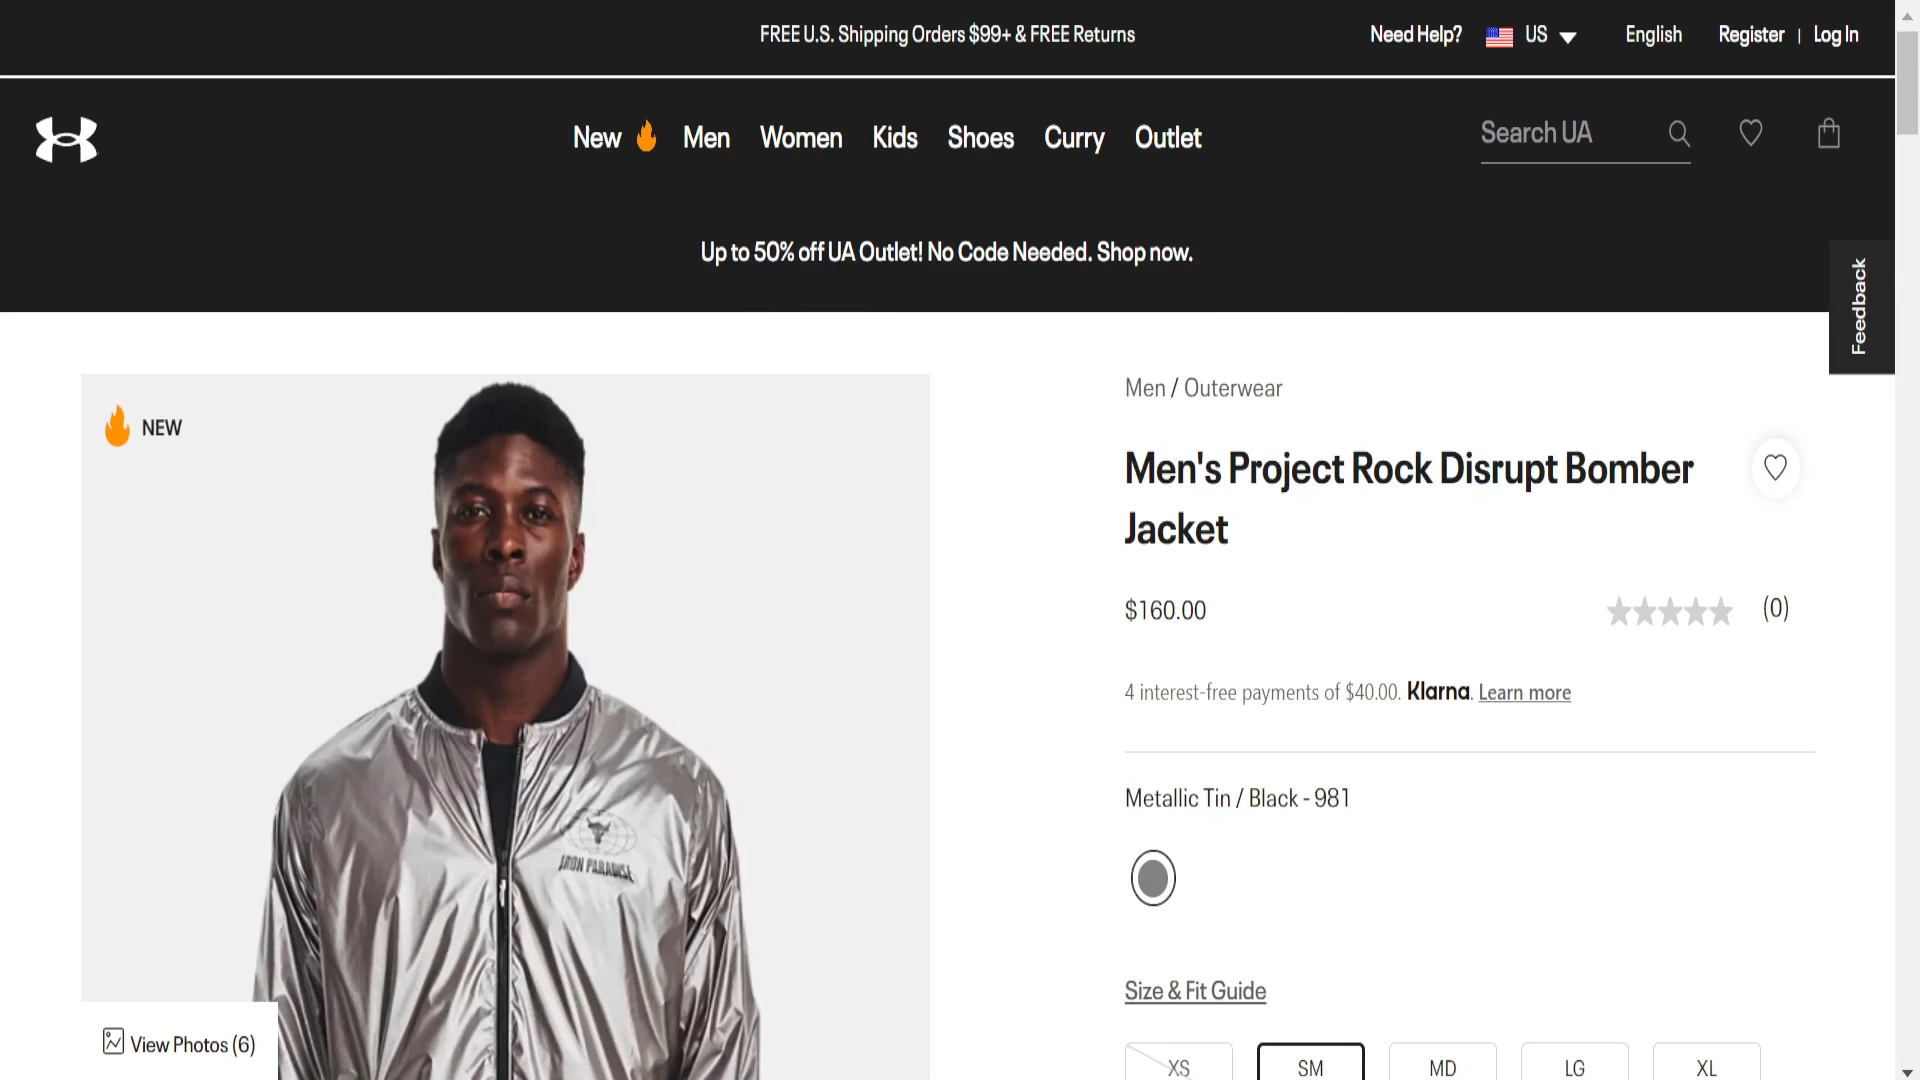 FREE U.S. Shipping Orders $99+ & FREE Returns
Need Help?
US
English
Register | Log In
New
Men
Women
Kids
Shoes
Curry
Outlet
Search UA
Up to 50% off UA Outlet! No Code Needed. Shop now.
Feedback
NEW
IRON PARADISE
View Photos (6)
Men / Outerwear
Men's Project Rock Disrupt Bomber
Jacket
$160.00
(0)
4 interest-free payments of $40.00. Klarna. Learn more
Metallic Tin / Black - 981
Size & Fit Guide
XS
SM
MD
LG
XL